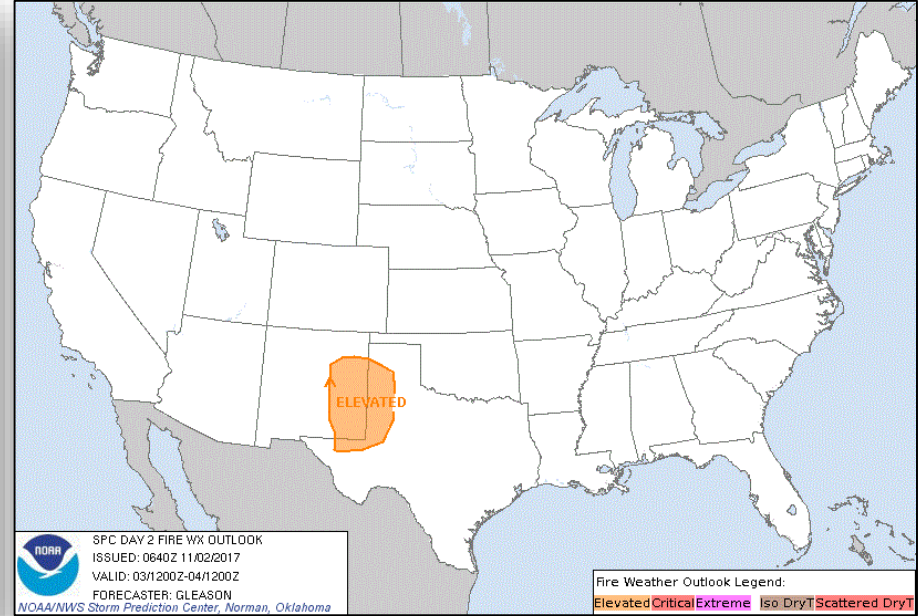 ELEVATED
SPC DAY 2 FIRE WX OUTLOOK
ISSUED: 0640Z 11/02/2017
VALID: 03/1200Z-04/1200Z
FORECASTER: GLEASON
NOAA
NOAA/NWS Storm Prediction Center, Norman, Oklahoma
Fire Weather Outlook Legend:
Elevated Critical Extreme Iso DryT Scattered DryT